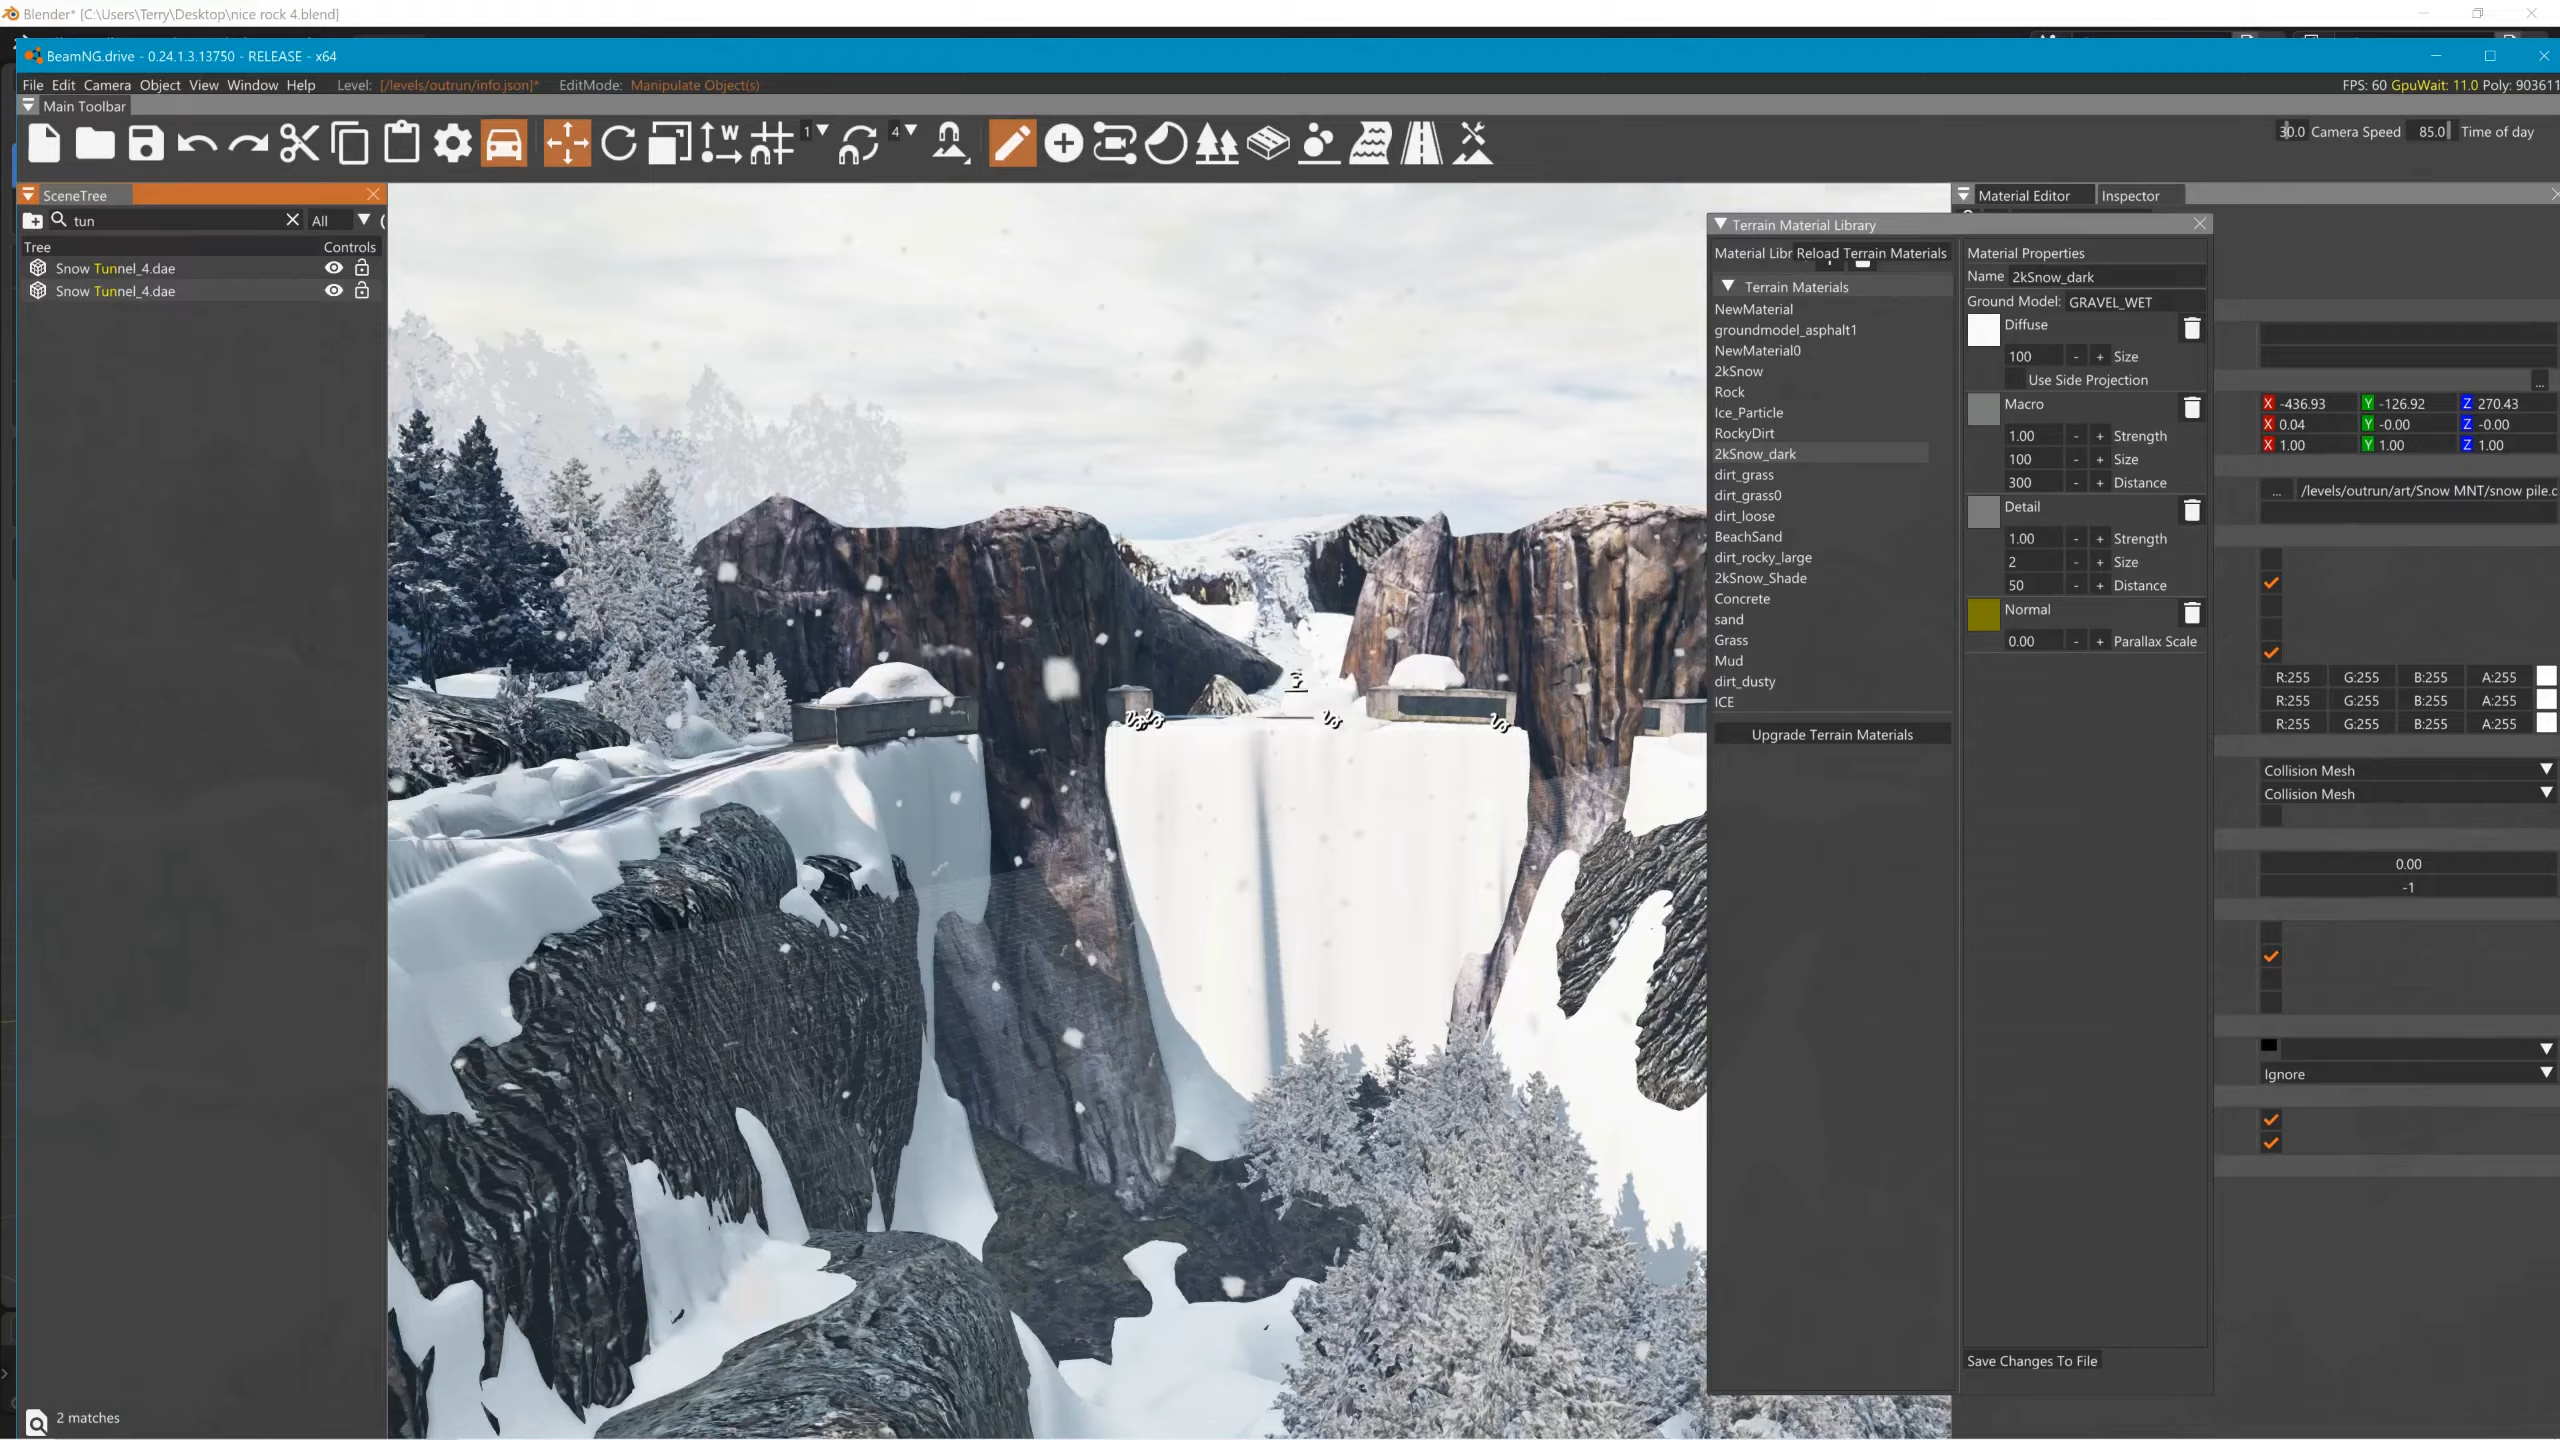 Blender* [C:\Users\Terry\Desktop\nice rock 4.blend]
BeamNG.drive - 0.24.1.3.13750 - RELEASE - x64
File Edit Camera Object View Window Help Level: [/levels/outrun/info.json]* EditMode: Manipulate Object(s)
FPS: 60 GpuWait: 11.0 Poly: 903611
Main Toolbar
W
1
4
30.0 Camera Speed 85.0 Time of day
SceneTree
tun
All
Tree Controls
Snow Tunnel_4.dae
Snow Tunnel_4.dae
2 matches
Terrain Material Library
Material Libr
Reload Terrain Materials
Terrain Materials
NewMaterial
groundmodel_asphalt1
NewMaterial0
2kSnow
Rock
Ice_Particle
RockyDirt
2kSnow_dark
dirt_grass
dirt_grass0
dirt_loose
BeachSand
dirt_rocky_large
2kSnow_Shade
Concrete
sand
Grass
Mud
dirt_dusty
ICE
Upgrade Terrain Materials
Material Properties
Name 2kSnow_dark
Ground Model: GRAVEL_WET
Diffuse
100 - + Size
Use Side Projection
Macro
1.00 - + Strength
100 - + Size
300 - + Distance
Detail
1.00 - + Strength
2 - + Size
50 - + Distance
Normal
0.00 - + Parallax Scale
Save Changes To File
Material Editor
Inspector
...
X -436.93 Y -126.92 Z 270.43
X 0.04 Y -0.00 Z -0.00
X 1.00 Y 1.00 Z 1.00
... /levels/outrun/art/Snow MNT/snow pile.c
R:255 G:255 B:255 A:255
R:255 G:255 B:255 A:255
R:255 G:255 B:255 A:255
Collision Mesh
Collision Mesh
0.00
-1
Ignore